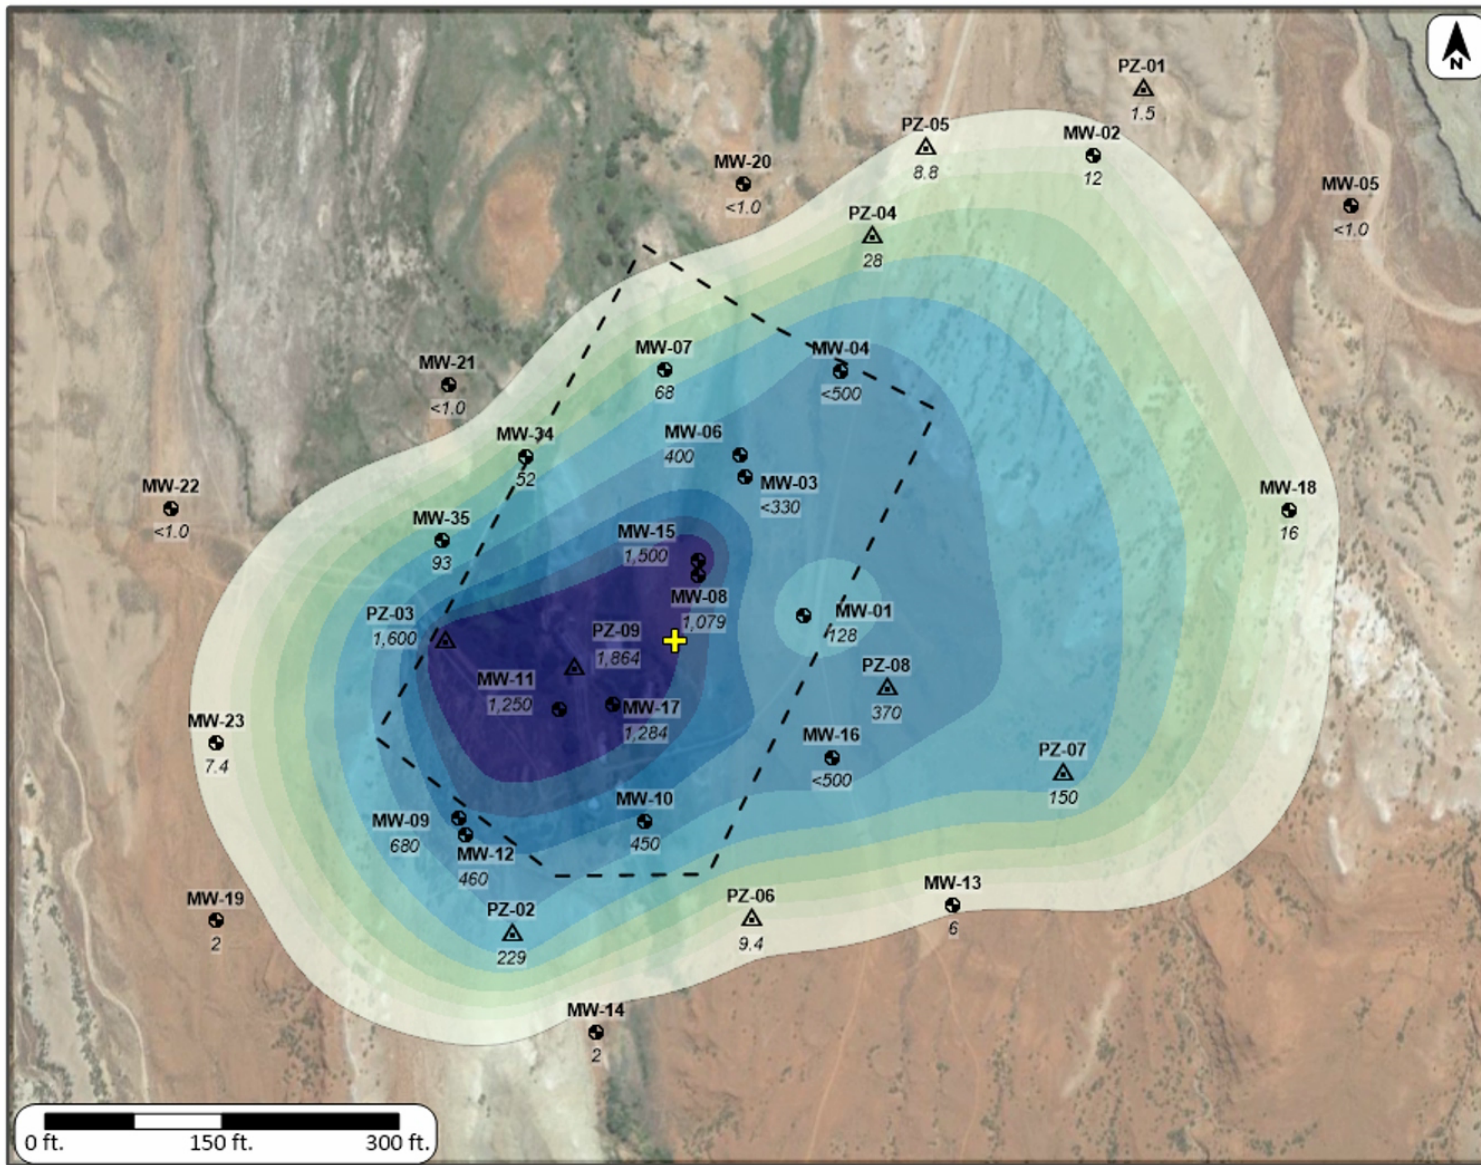 N
PZ-01
1.5
PZ-05
8.8
MW-02
12
MW-20
<1.0
MW-05
<1.0
PZ-04
28
MW-21
<1.0
MW-07
68
MW-04
<500
MW-34
52
MW-06
400
MW-03
<330
MW-22
<1.0
MW-18
16
MW-35
93
MW-15
1,500
MW-08
1,079
PZ-03
1,600
PZ-09
1,864
MW-01
128
MW-11
1,250
MW-17
1,284
PZ-08
370
MW-23
7.4
MW-16
<500
PZ-07
150
MW-09
680
MW-12
460
MW-10
450
MW-19
2
PZ-02
229
PZ-06
9.4
MW-13
6
MW-14
2
0 ft. 150 ft. 300 ft.